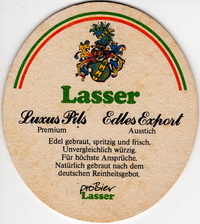 Lasser
Luxus Pils Edles Export
Premium Ausstich
Edel gebraut, spritzig und frisch.
Unvergleichlich würzig.
Für höchste Ansprüche.
Natürlich gebraut nach dem
deutschen Reinheitsgebot.
proBier
Lasser